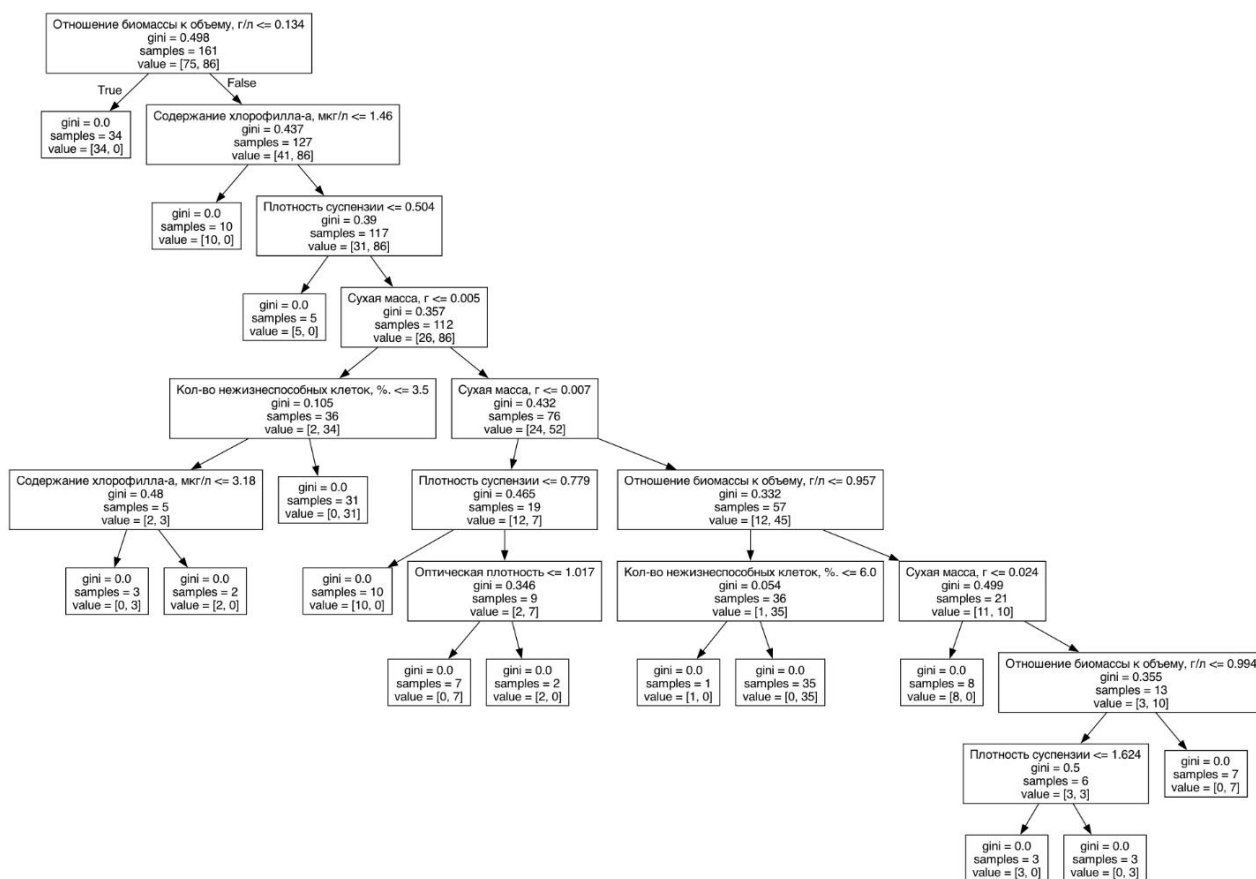 Отношение биомассы к объему, г/л <= 0.134
gini = 0.498
samples = 161
value = [75, 86]
True
False
gini = 0.0
samples = 34
value = [34, 0]
Содержание хлорофилла-а, мкг/л <= 1.46
gini = 0.437
samples = 127
value = [41, 86]
gini = 0.0
samples = 10
value = [10, 0]
Плотность суспензии <= 0.504
gini = 0.39
samples = 117
value = [31, 86]
gini = 0.0
samples = 5
value = [5, 0]
Сухая масса, г <= 0.005
gini = 0.357
samples = 112
value = [26, 86]
Кол-во нежизнеспособных клеток, %. <= 3.5
gini = 0.105
samples = 36
value = [2, 34]
Сухая масса, г <= 0.007
gini = 0.432
samples = 76
value = [24, 52]
Содержание хлорофилла-а, мкг/л <= 3.18
gini = 0.48
samples = 5
value = [2, 3]
gini = 0.0
samples = 31
value = [0, 31]
Плотность суспензии <= 0.779
gini = 0.465
samples = 19
value = [12, 7]
Отношение биомассы к объему, г/л <= 0.957
gini = 0.332
samples = 57
value = [12, 45]
gini = 0.0
samples = 3
value = [0, 3]
gini = 0.0
samples = 2
value = [2, 0]
gini = 0.0
samples = 10
value = [10, 0]
Оптическая плотность <= 1.017
gini = 0.346
samples = 9
value = [2, 7]
Кол-во нежизнеспособных клеток, %. <= 6.0
gini = 0.054
samples = 36
value = [1, 35]
Сухая масса, г <= 0.024
gini = 0.499
samples = 21
value = [11, 10]
gini = 0.0
samples = 7
value = [0, 7]
gini = 0.0
samples = 2
value = [2, 0]
gini = 0.0
samples = 1
value = [1, 0]
gini = 0.0
samples = 35
value = [0, 35]
gini = 0.0
samples = 8
value = [8, 0]
Отношение биомассы к объему, г/л <= 0.994
gini = 0.355
samples = 13
value = [3, 10]
Плотность суспензии <= 1.624
gini = 0.5
samples = 6
value = [3, 3]
gini = 0.0
samples = 7
value = [0, 7]
gini = 0.0
samples = 3
value = [3, 0]
gini = 0.0
samples = 3
value = [0, 3]